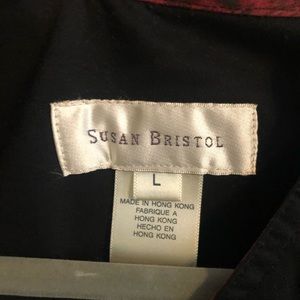 SUSAN BRISTOL
L
MADE IN HONG KONG
FABRIQUE A
HONG KONG
HECHO EN
HONG KONG